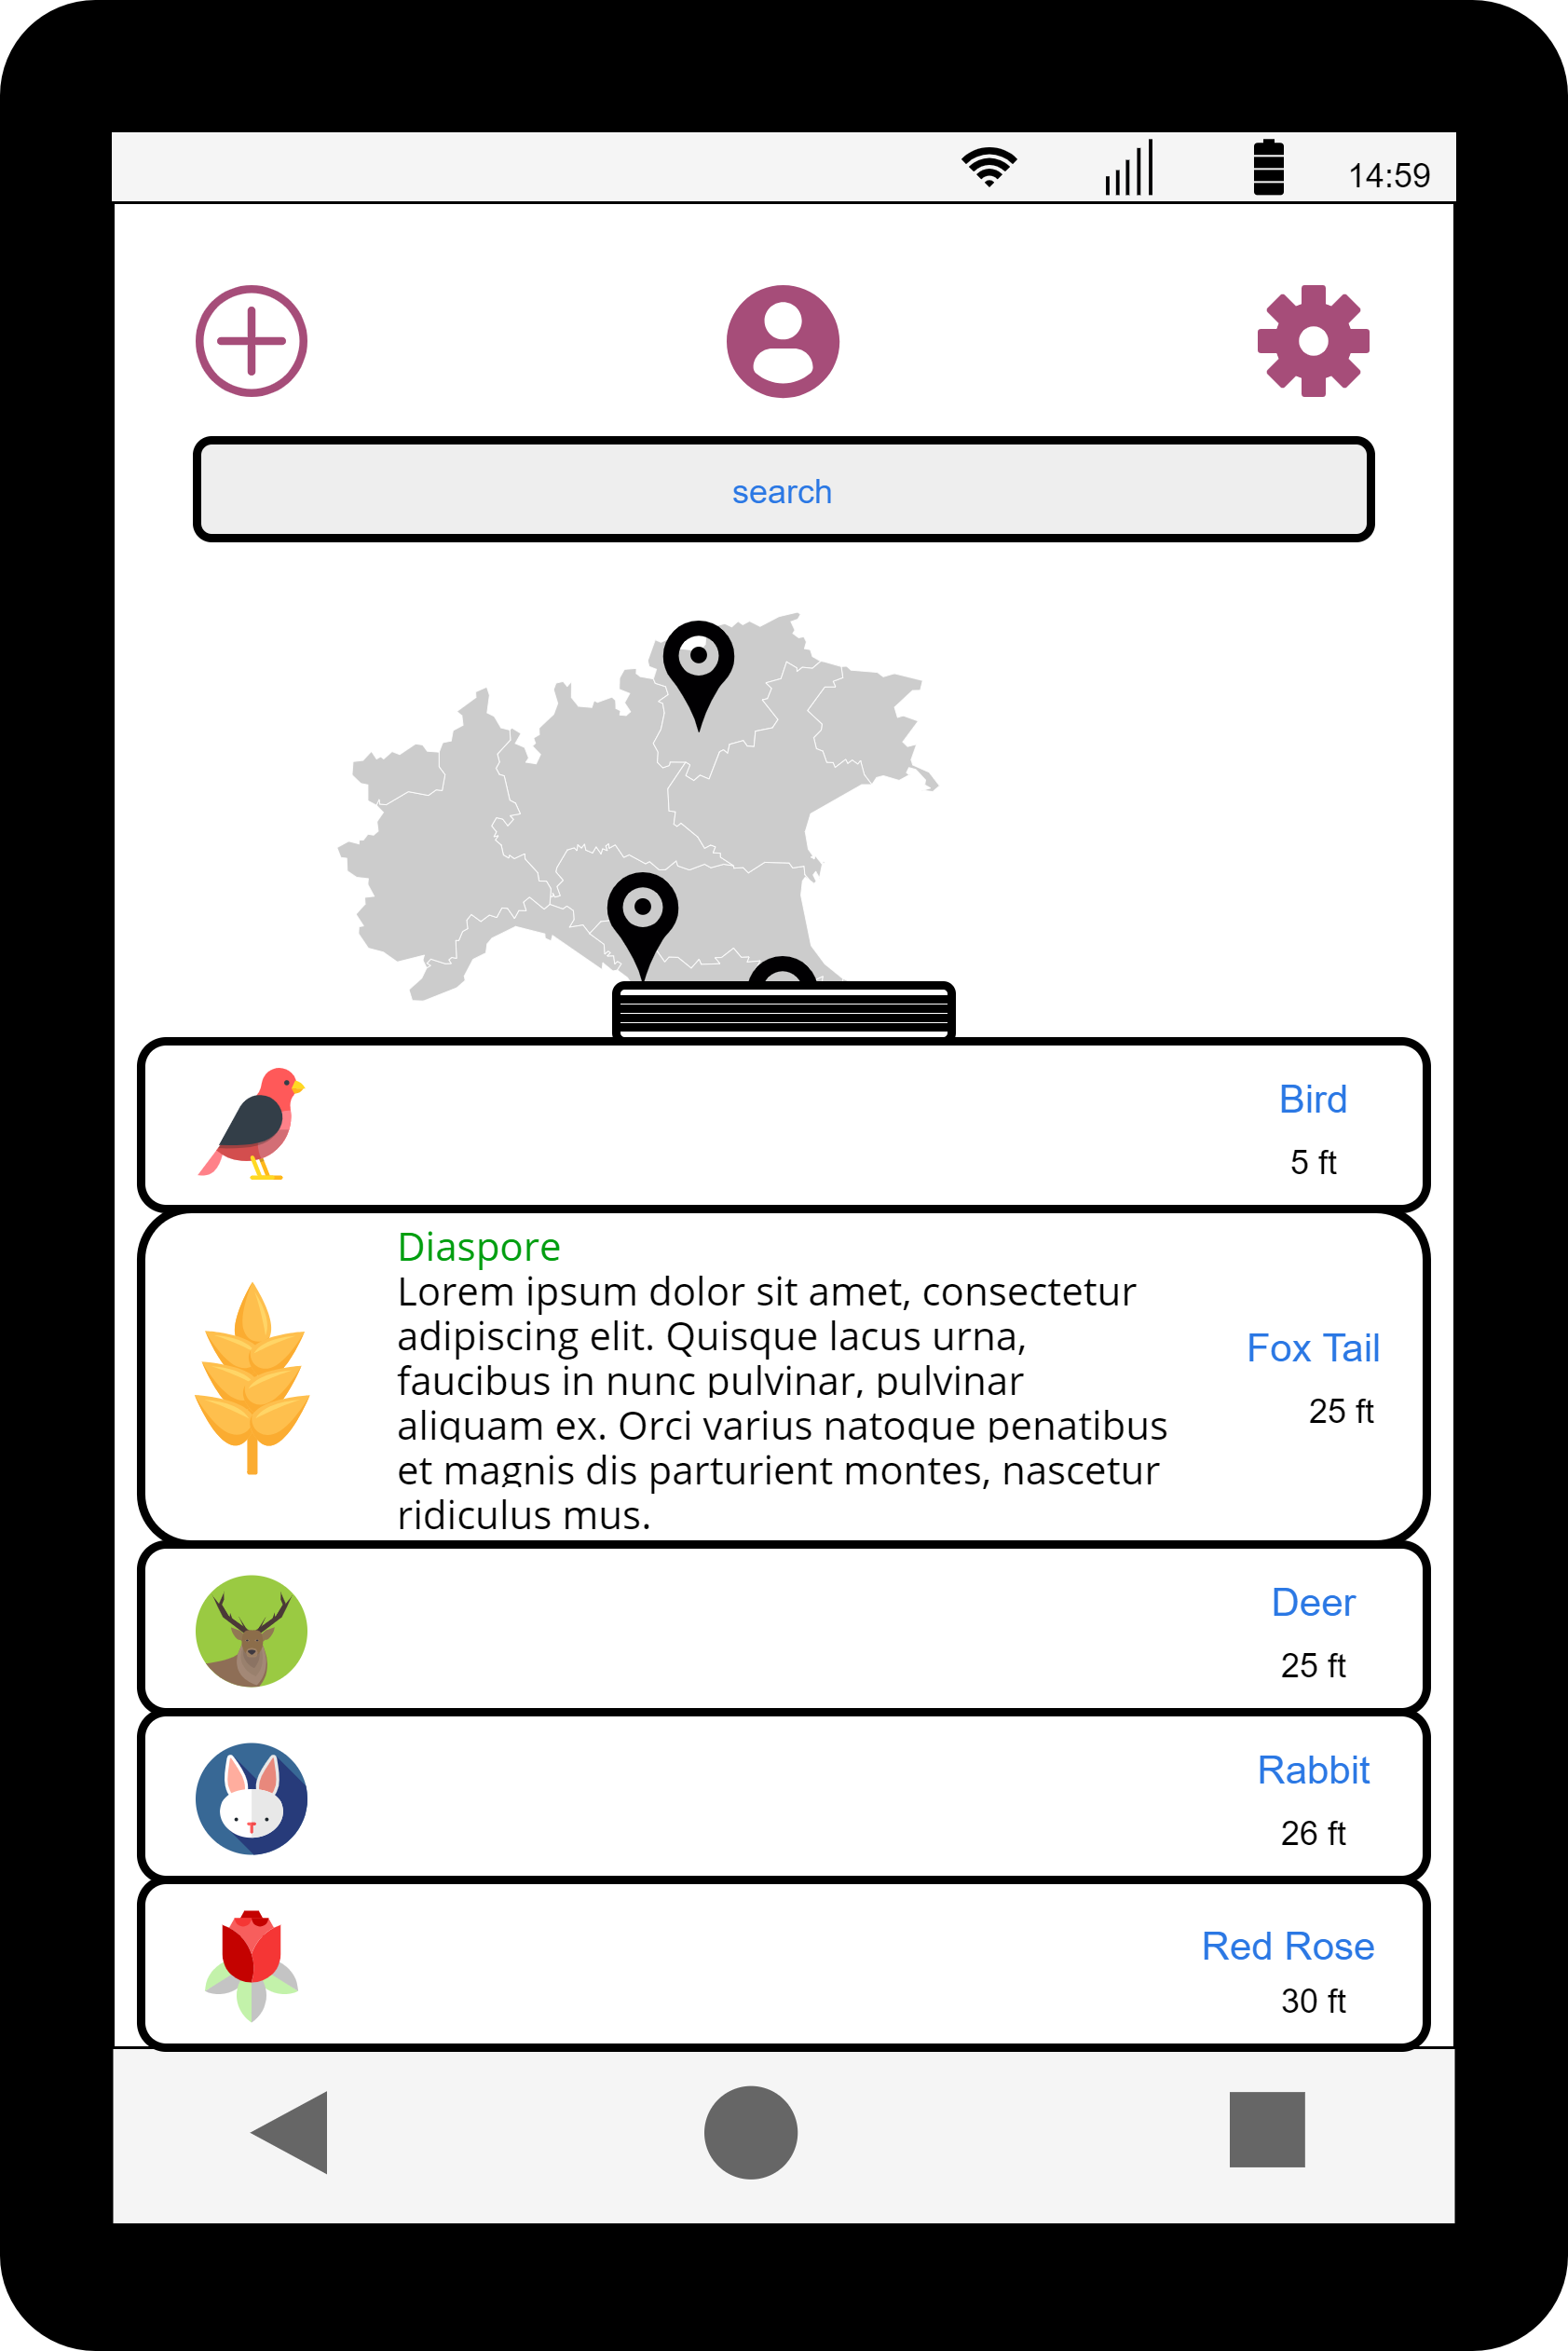 14:59
search
Bird
5 ft
Diaspore
Lorem ipsum dolor sit amet, consectetur
adipiscing elit. Quisque lacus urna,
faucibus in nunc pulvinar, pulvinar
aliquam ex. Orci varius natoque penatibus
et magnis dis parturient montes, nascetur
ridiculus mus.
Fox Tail
25 ft
Deer
25 ft
Rabbit
26 ft
Red Rose
30 ft